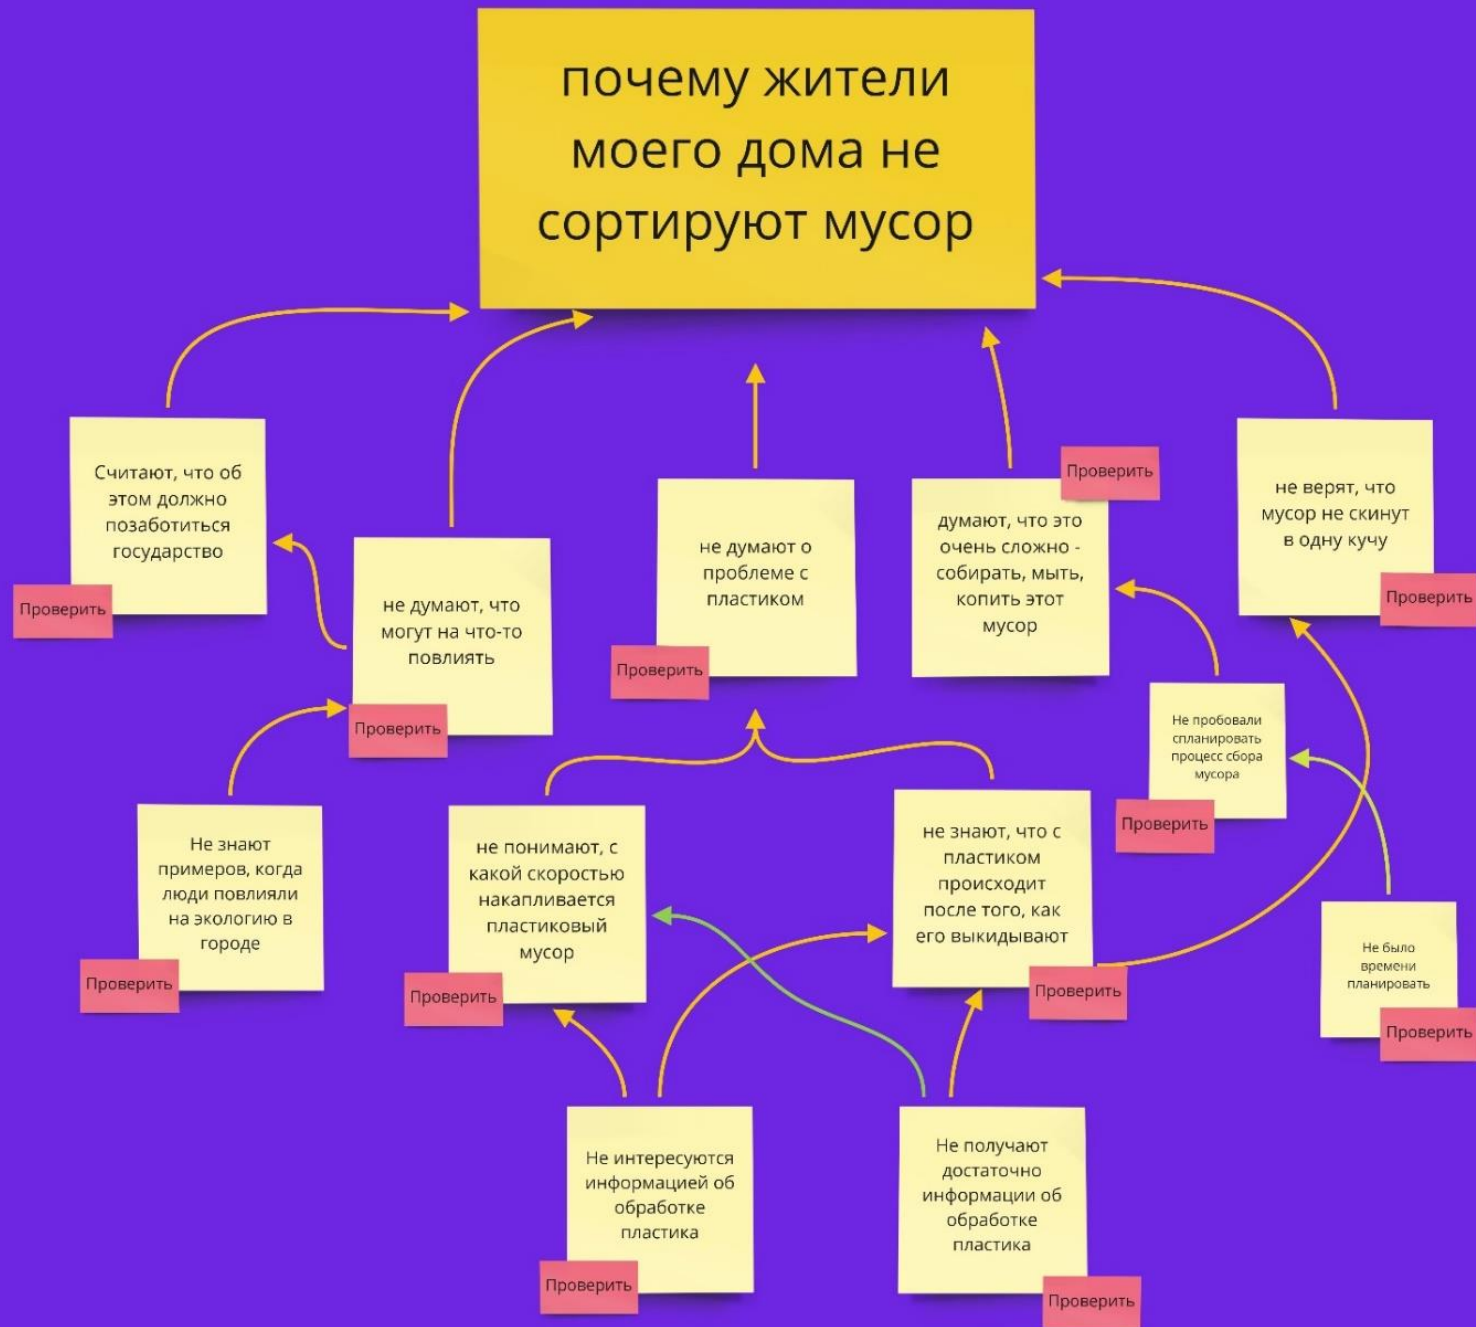 почему жители
моего дома не
сортируют мусор
Считают, что об
этом должно
позаботиться
государство
Проверить
не думают, что
могут на что-то
повлиять
Проверить
не думают о
проблеме с
пластиком
Проверить
Проверить
думают, что это
очень сложно -
собирать, мыть,
копить этот
мусор
не верят, что
мусор не скинут
в одну кучу
Проверить
Не пробовали
спланировать
процесс сбора
мусора
Проверить
Не знают
примеров, когда
люди повлияли
на экологию в
городе
Проверить
не понимают, с
какой скоростью
накапливается
пластиковый
мусор
Проверить
не знают, что с
пластиком
происходит
после того, как
его выкидывают
Проверить
Не было
времени
планировать
Проверить
Не интересуются
информацией об
обработке
пластика
Проверить
Не получают
достаточно
информации об
обработке
пластика
Проверить